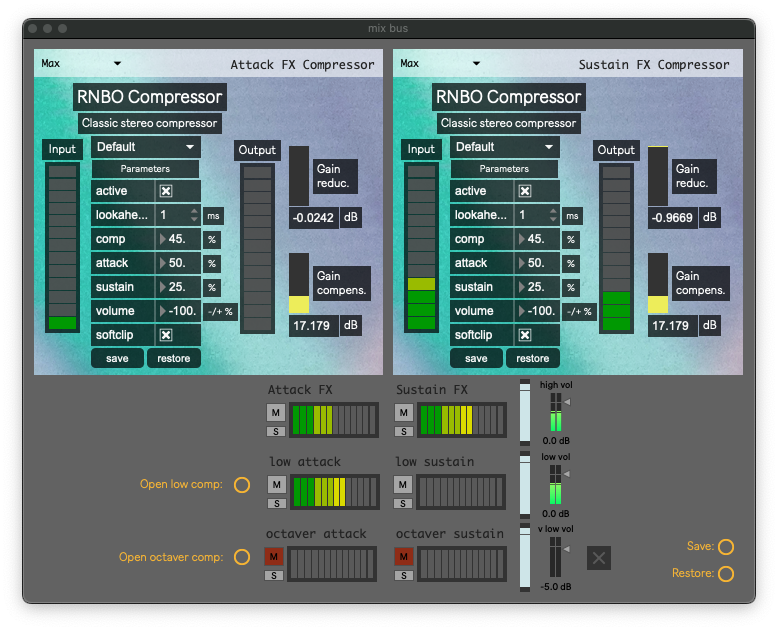 mix bus
Max Attack FX Compressor
RNBO Compressor
Classic stereo compressor
Input Default Output
Parameters
Gain
reduc.
active
lookahe... 1 ms
-0.0242 dB
comp 45. %
attack 50. %
Gain
compens.
sustain 25. %
volume -100. -/+ %
17.179 dB
softclip
save restore
Max Sustain FX Compressor
RNBO Compressor
Classic stereo compressor
Input Default Output
Parameters
Gain
reduc.
active
lookahe... 1 ms
-0.9669 dB
comp 45. %
attack 50. %
Gain
compens.
sustain 25. %
volume -100. -/+ %
17.179 dB
softclip
save restore
Attack FX Sustain FX high vol
M M
S S
0.0 dB
low attack low sustain low vol
Open low comp: M M
S S
0.0 dB
octaver attack octaver sustain v low vol
Open octaver comp: M M
S S
-5.0 dB
Save:
Restore: